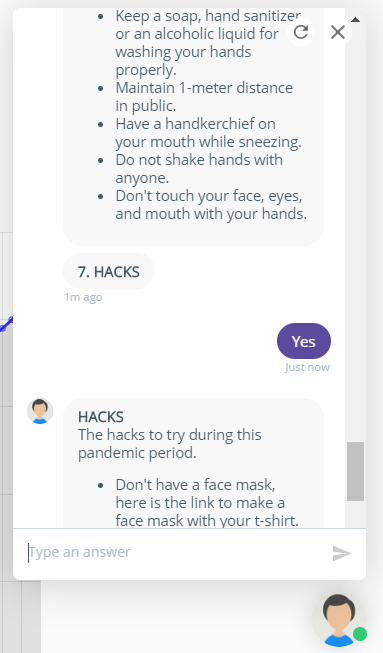 Keep a soap, hand sanitizer
or an alcoholic liquid for
washing your hands
properly.
Maintain 1-meter distance
in public.
Have a handkerchief on
your mouth while sneezing.
Do not shake hands with
anyone.
Don't touch your face, eyes,
and mouth with your hands.
7. HACKS
1m ago
Yes
Just now
HACKS
The hacks to try during this
pandemic period.
Don't have a face mask,
here is the link to make a
face mask with your t-shirt.
Type an answer